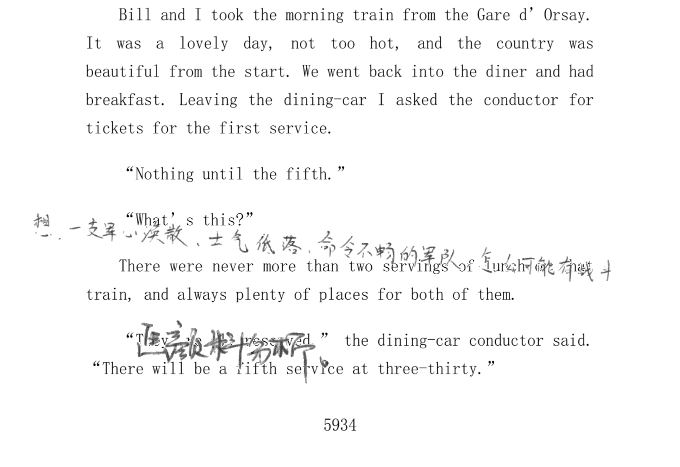 Bill and I took the morning train from the Gare d’Orsay.
It was a lovely day, not too hot, and the country was
beautiful from the start. We went back into the diner and had
breakfast. Leaving the dining-car I asked the conductor for
tickets for the first service.
“Nothing until the fifth.”
“What’s this?”
想,一支军心涣散、士气低落、命令不畅的军队,怎么可能有战斗
There were never more than two servings of lunch on that
train, and always plenty of places for both of them.
“They’re all reserved,” the dining-car conductor said.
“There will be a fifth service at three-thirty.”
5934